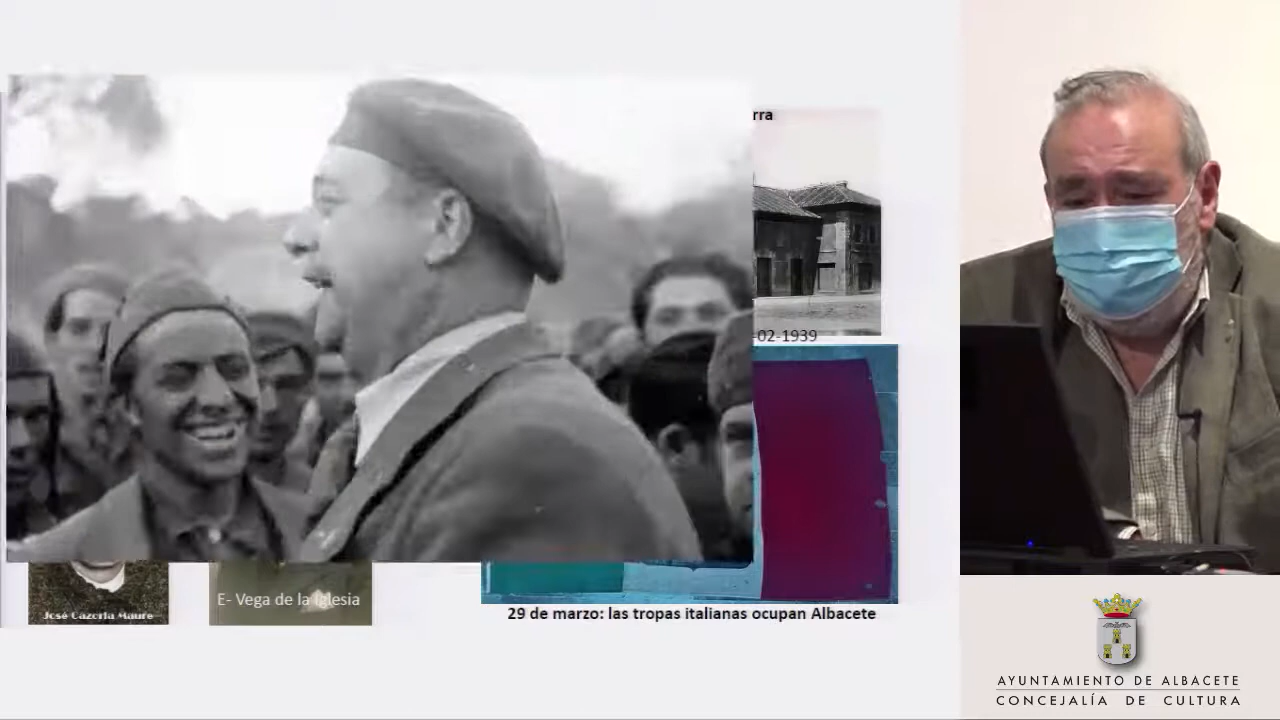 rra
-02-1939
José Cazorla Maure
E- Vega de la Iglesia
29 de marzo: las tropas italianas ocupan Albacete
AYUNTAMIENTO DE ALBACETE
CONCEJALÍA DE CULTURA